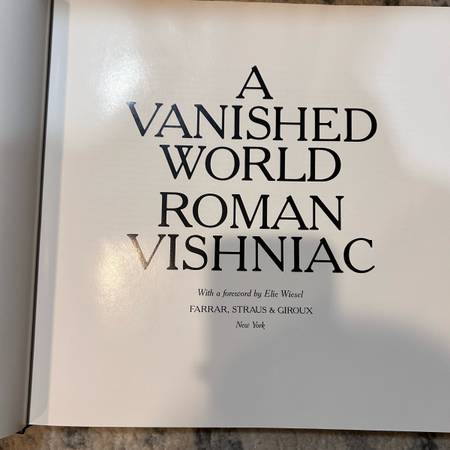 A
VANISHED
WORLD
ROMAN
VISHNIAC
With a foreword by Elie Wiesel
FARRAR, STRAUS & GIROUX
New York